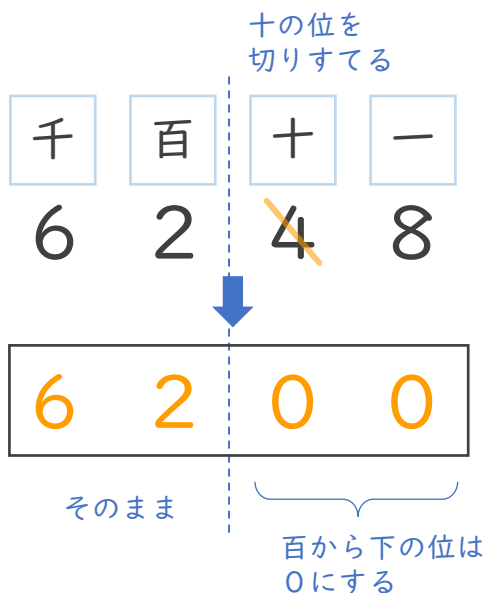 十の位を
切りすてる
千 百 十 一
6 2 4 8
6 2 0 0
そのまま
百から下の位は
0にする